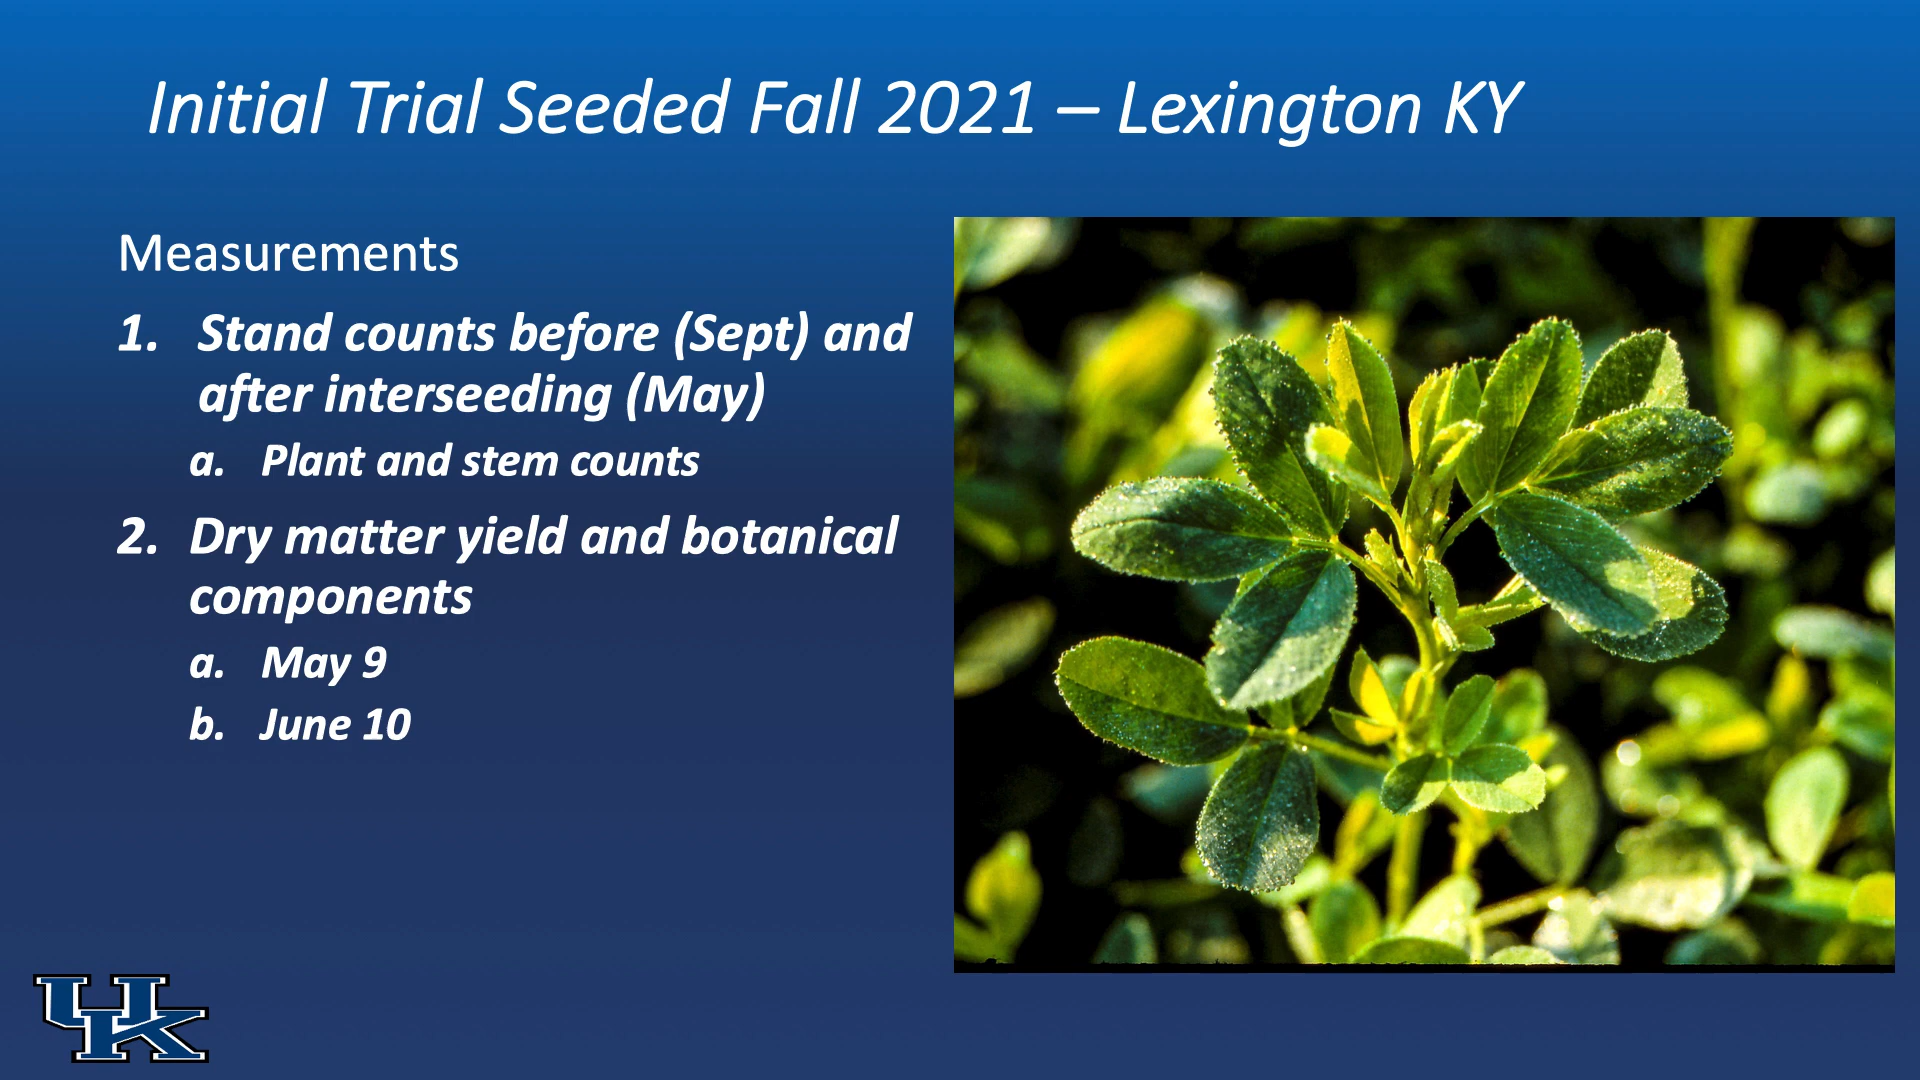 Initial Trial Seeded Fall 2021 – Lexington KY
Measurements
1. Stand counts before (Sept) and
after interseeding (May)
a. Plant and stem counts
2. Dry matter yield and botanical
components
a. May 9
b. June 10
UK